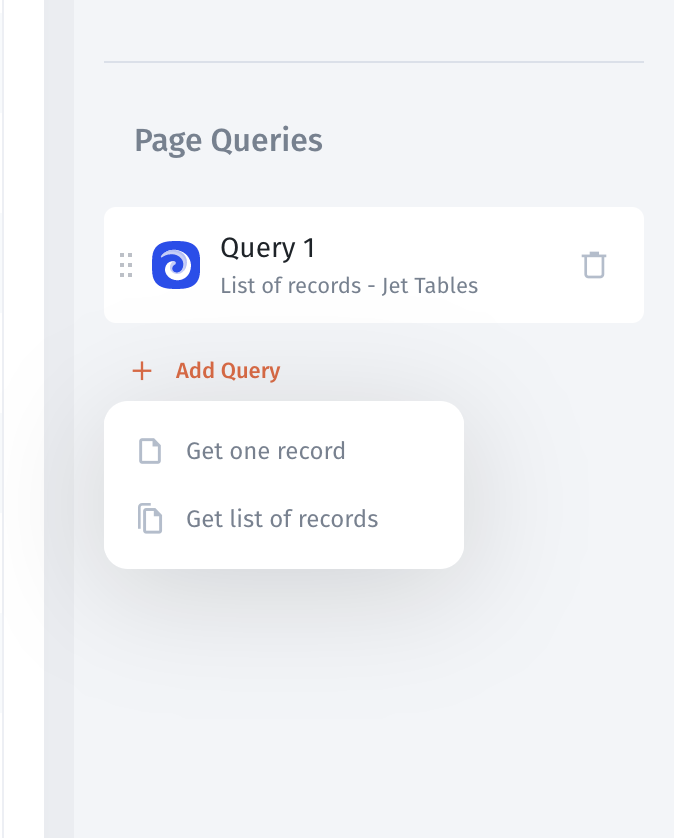 Page Queries
Query 1
List of records - Jet Tables
Add Query
Get one record
Get list of records